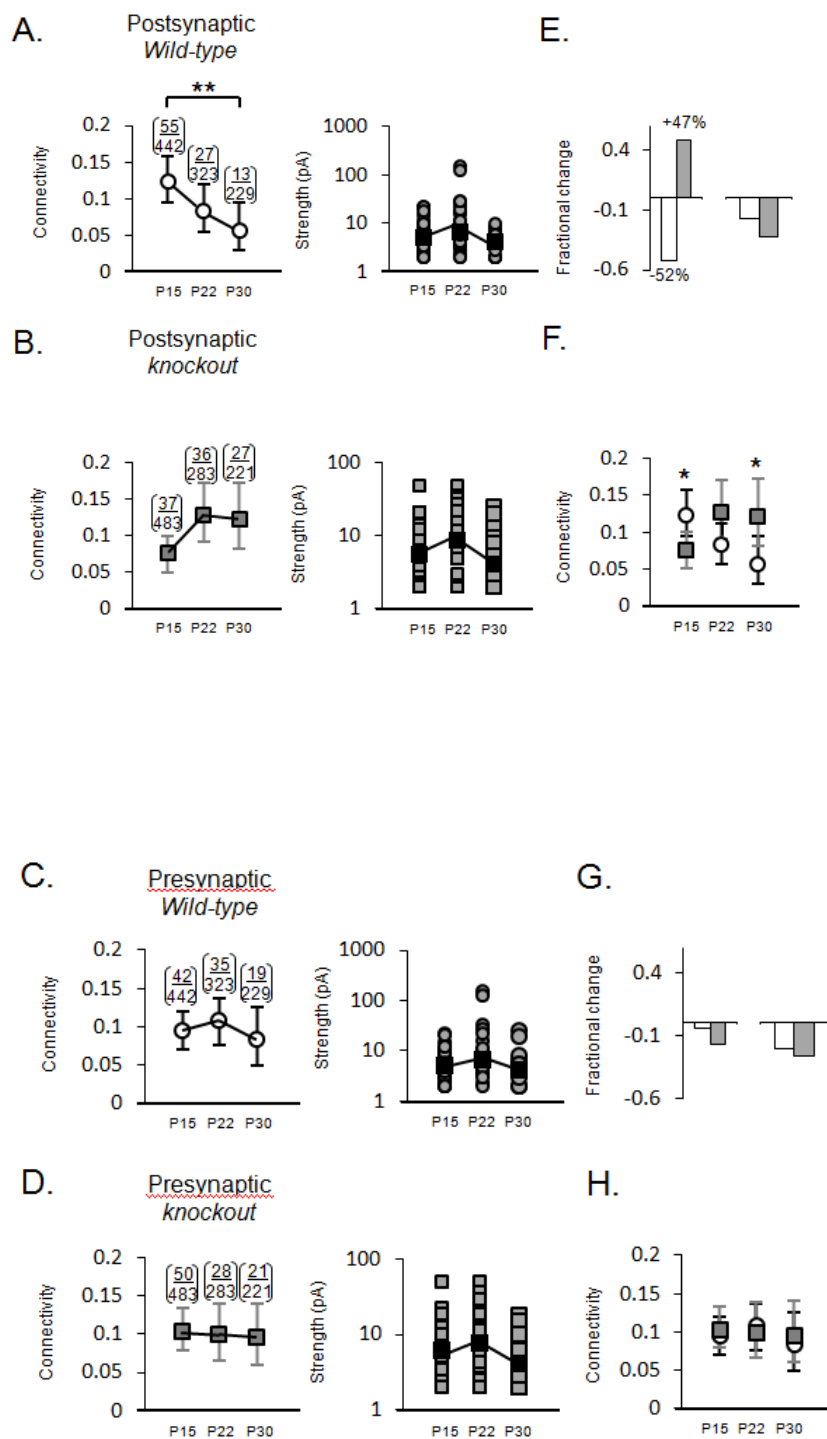 A.
Postsynaptic
Wild-type
**
Connectivity
0.2
0.15
0.1
0.05
0
55
442
27
323
13
229
P15 P22 P30
Strength (pA)
1000
100
10
1
P15 P22 P30
E.
Fractional change
0.4
-0.1
-0.6
+47%
-52%
B.
Postsynaptic
knockout
Connectivity
0.2
0.15
0.1
0.05
0
37
483
36
283
27
221
P15 P22 P30
Strength (pA)
100
10
1
P15 P22 P30
F.
Connectivity
0.2
0.15
0.1
0.05
0
* *
P15 P22 P30
C.
Presynaptic
Wild-type
Connectivity
0.2
0.15
0.1
0.05
0
42
442
35
323
19
229
P15 P22 P30
Strength (pA)
1000
100
10
1
P15 P22 P30
G.
Fractional change
0.4
-0.1
-0.6
D.
Presynaptic
knockout
Connectivity
0.2
0.15
0.1
0.05
0
50
483
28
283
21
221
P15 P22 P30
Strength (pA)
100
10
1
P15 P22 P30
H.
Connectivity
0.2
0.15
0.1
0.05
0
P15 P22 P30